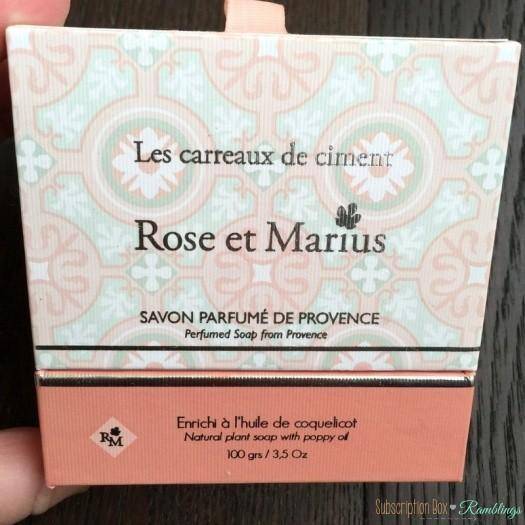 Les carreaux de ciment
Rose et Marius
SAVON PARFUMÉ DE PROVENCE
Perfumed Soap from Provence
Enrichi à l'huile de coquelicot
Natural plant soap with poppy oil
100 grs / 3,5 Oz
RM
Subscription Box Ramblings